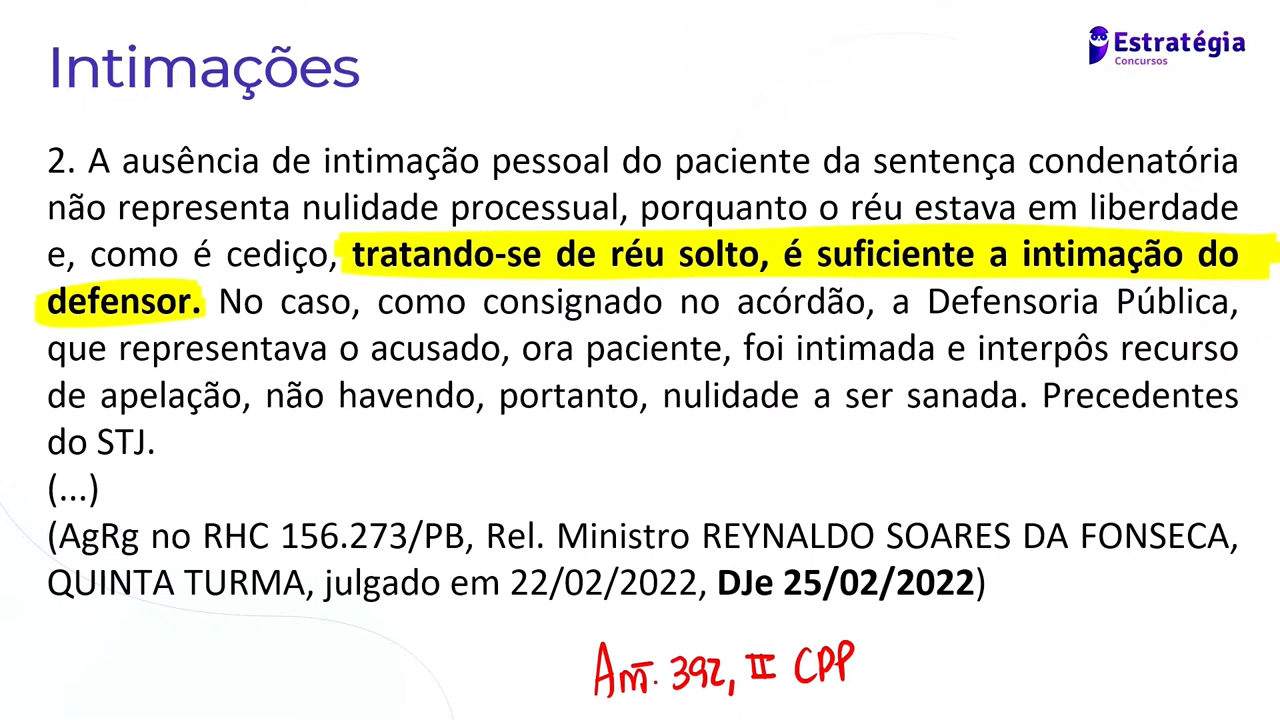 Intimações
Estratégia
Concursos
2. A ausência de intimação pessoal do paciente da sentença condenatória
não representa nulidade processual, porquanto o réu estava em liberdade
e, como é cediço, tratando-se de réu solto, é suficiente a intimação do
defensor. No caso, como consignado no acórdão, a Defensoria Pública,
que representava o acusado, ora paciente, foi intimada e interpôs recurso
de apelação, não havendo, portanto, nulidade a ser sanada. Precedentes
do STJ.
(...)
(AgRg no RHC 156.273/PB, Rel. Ministro REYNALDO SOARES DA FONSECA,
QUINTA TURMA, julgado em 22/02/2022, DJe 25/02/2022)
Art. 392, II CPP